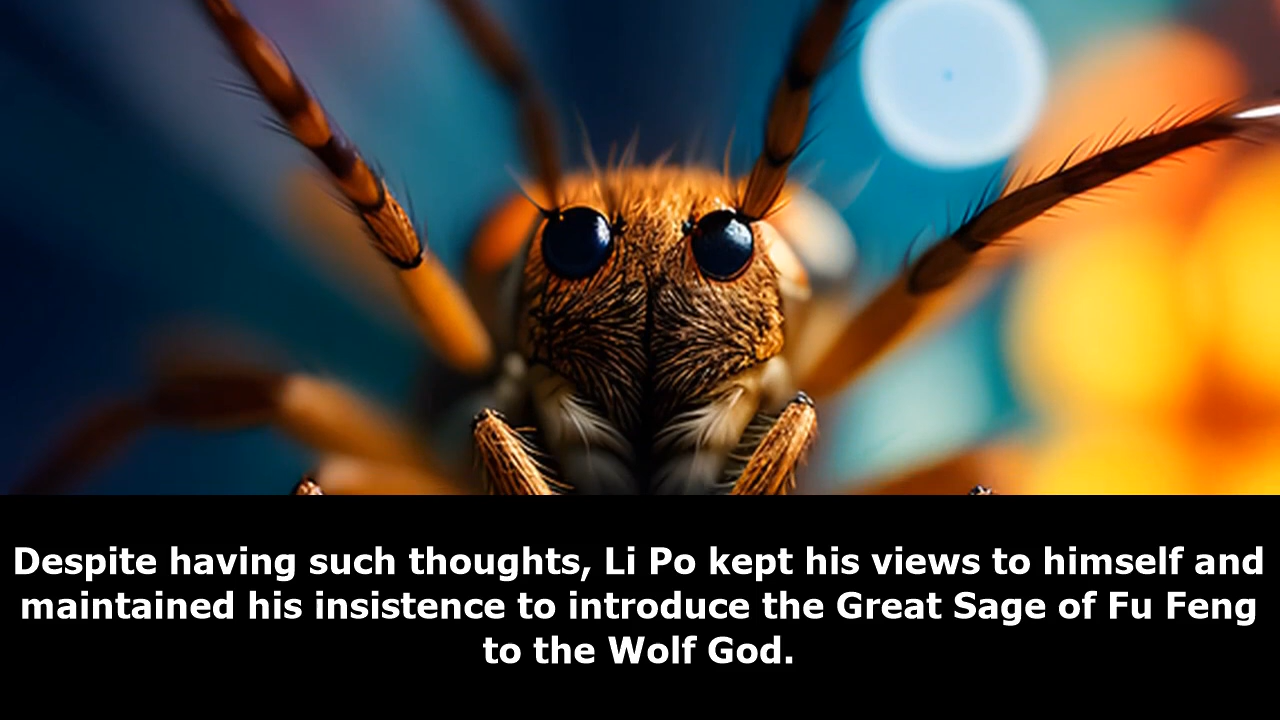 Despite having such thoughts, Li Po kept his views to himself and
maintained his insistence to introduce the Great Sage of Fu Feng
to the Wolf God.